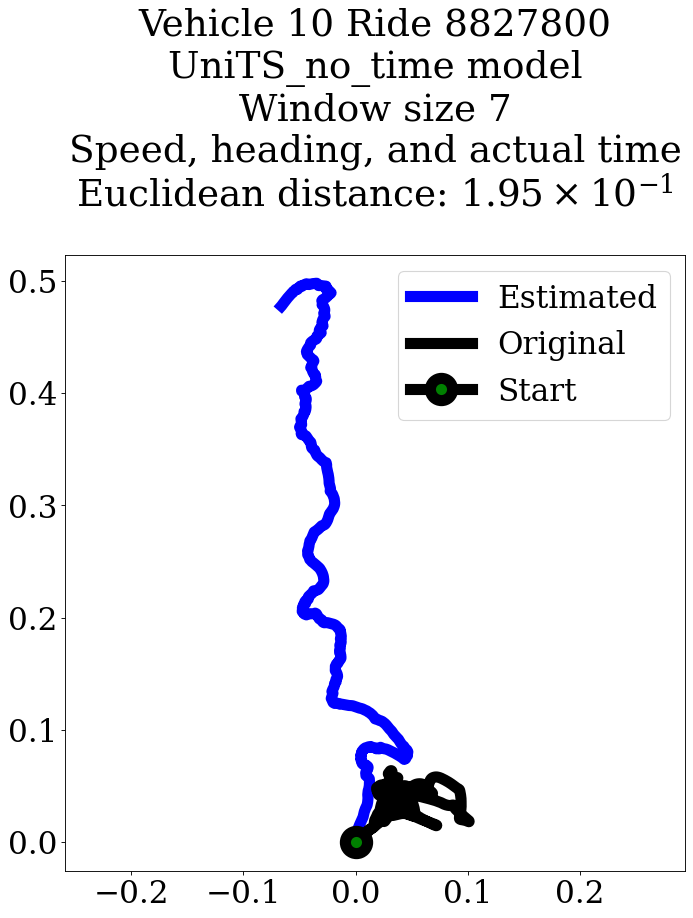 Vehicle 10 Ride 8827800
UniTS_no_time model
Window size 7
Speed, heading, and actual time
Euclidean distance: 1.95 × 10⁻¹
Estimated
Original
Start
0.5
0.4
0.3
0.2
0.1
0.0
−0.2 −0.1 0.0 0.1 0.2